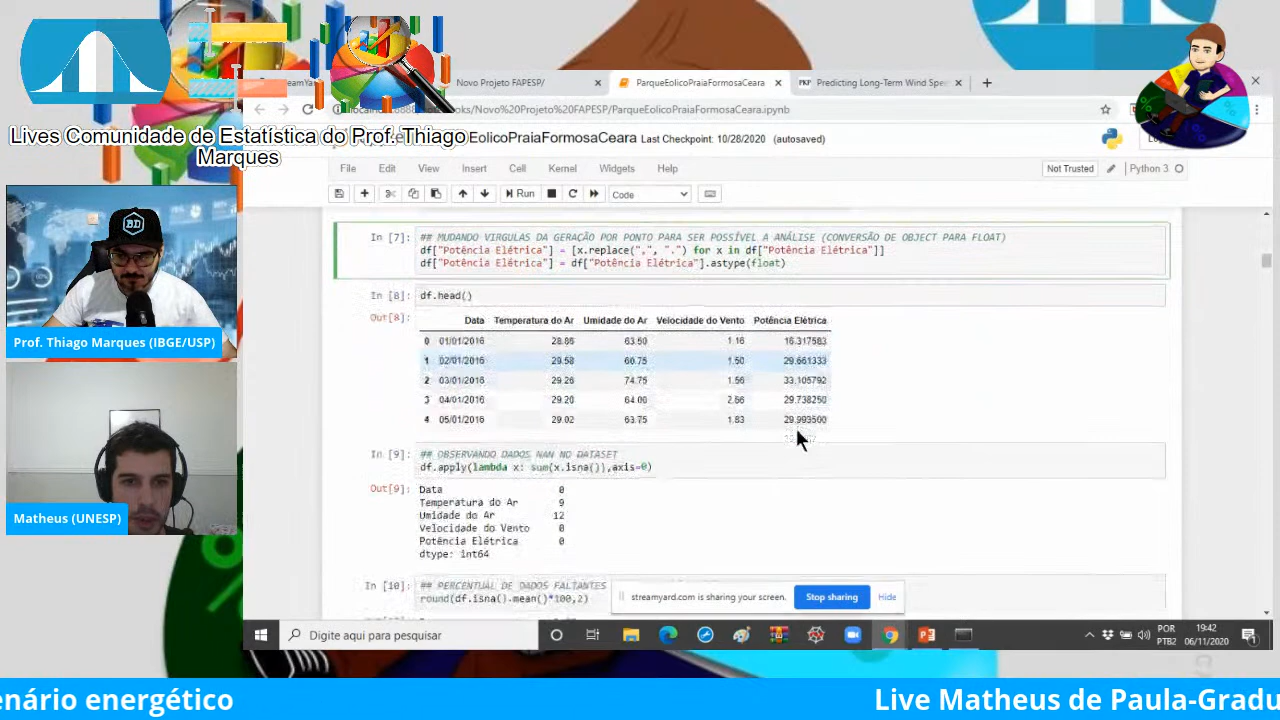 Lives Comunidade de Estatística do Prof. Thiago
Marques
Prof. Thiago Marques (IBGE/USP)
Matheus (UNESP)
Novo Projeto FAPESP/
ParqueEolicoPraiaFormosaCeara
PKP Predicting Long-Term Wind Spe
ooks/Novo%20Projeto%20FAPESP/ParqueEolicoPraiaFormosaCeara.ipynb
EolicoPraiaFormosaCeara Last Checkpoint: 10/28/2020 (autosaved)
File Edit View Insert Cell Kernel Widgets Help
Not Trusted Python 3
Run Code
In [7]: ## MUDANDO VIRGULAS DA GERAÇÃO POR PONTO PARA SER POSSÍVEL A ANÁLISE (CONVERSÃO DE OBJECT PARA FLOAT)
df["Potência Elétrica"] = [x.replace(",", ".") for x in df["Potência Elétrica"]]
df["Potência Elétrica"] = df["Potência Elétrica"].astype(float)
In [8]: df.head()
Out[8]:
Data Temperatura do Ar Umidade do Ar Velocidade do Vento Potência Elétrica
0 01/01/2016 28.86 63.50 1.16 16.317583
1 02/01/2016 29.58 60.75 1.50 29.661333
2 03/01/2016 29.26 74.75 1.56 33.105792
3 04/01/2016 29.20 64.00 2.66 29.738250
4 05/01/2016 29.02 63.75 1.83 29.993500
In [9]: ## OBSERVANDO DADOS NAN NO DATASET
df.apply(lambda x: sum(x.isna()),axis=0)
Out[9]: Data 0
Temperatura do Ar 9
Umidade do Ar 12
Velocidade do Vento 0
Potência Elétrica 0
dtype: int64
In [10]: ## PERCENTUAL DE DADOS FALTANTES
round(df.isna().mean()*100,2)
streamyard.com is sharing your screen. Stop sharing Hide
Digite aqui para pesquisar
POR
PTB2
19:42
06/11/2020
enário energético
Live Matheus de Paula-Gradu